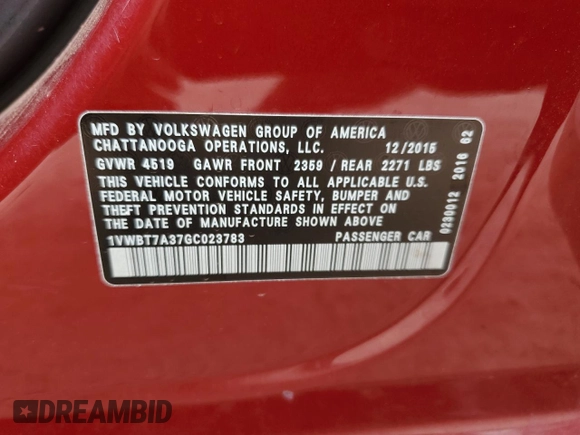 MFD BY VOLKSWAGEN GROUP OF AMERICA
CHATTANOOGA OPERATIONS, LLC. 12/2015
GVWR 4519 GAWR FRONT 2359 / REAR 2271 LBS
THIS VEHICLE CONFORMS TO ALL APPLICABLE U.S.
FEDERAL MOTOR VEHICLE SAFETY, BUMPER AND
THEFT PREVENTION STANDARDS IN EFFECT ON
THE DATE OF MANUFACTURE SHOWN ABOVE
1VWBT7A37GC023783 PASSENGER CAR
0230012 2016 62
DREAMBID